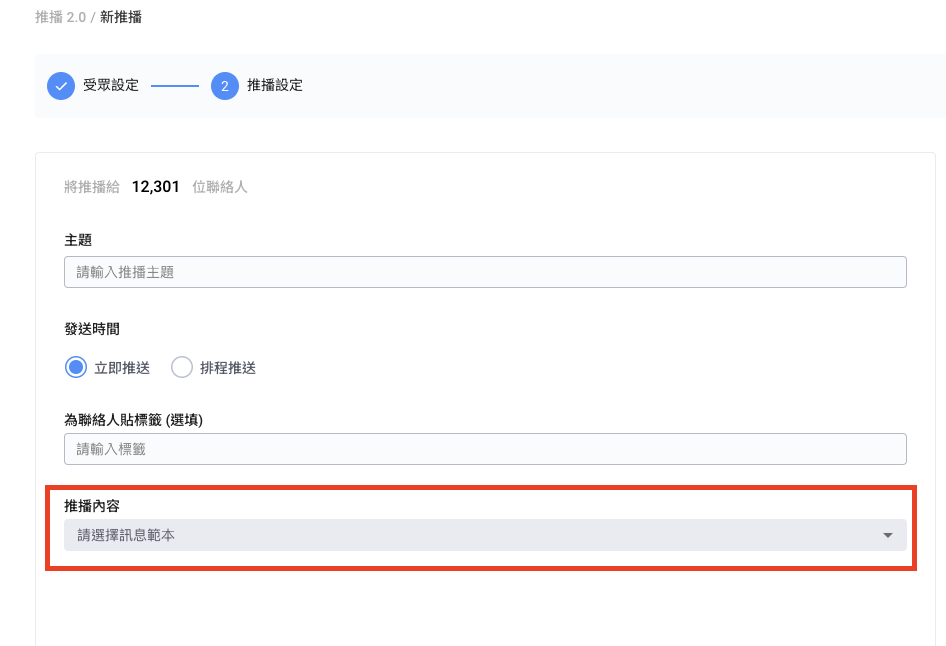 推播 2.0 / 新推播
受眾設定 2 推播設定
將推播給 12,301 位聯絡人
主題
請輸入推播主題
發送時間
立即推送 排程推送
為聯絡人貼標籤 (選填)
請輸入標籤
推播內容
請選擇訊息範本